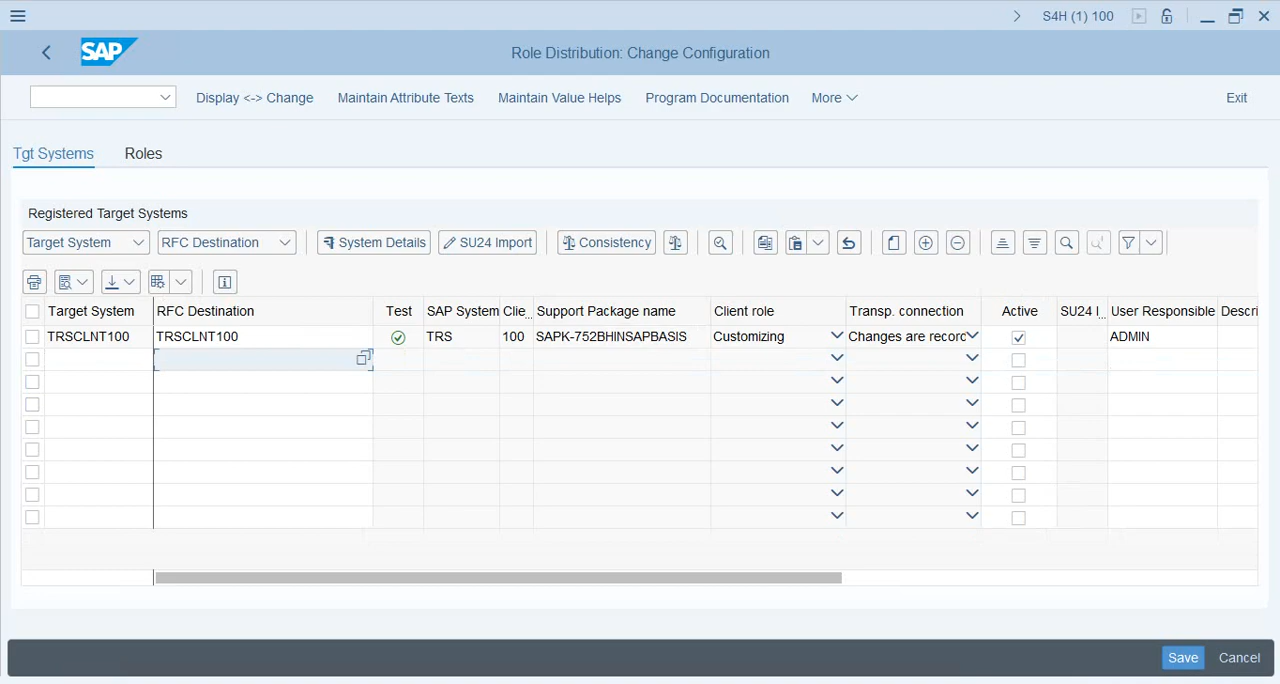 S4H (1) 100
SAP
Role Distribution: Change Configuration
Display <-> Change Maintain Attribute Texts Maintain Value Helps Program Documentation More Exit
Tgt Systems Roles
Registered Target Systems
Target System RFC Destination System Details SU24 Import Consistency
Target System RFC Destination Test SAP System Clie... Support Package name Client role Transp. connection Active SU24 I... User Responsible Descri
TRSCLNT100 TRSCLNT100 TRS 100 SAPK-752BHINSAPBASIS Customizing Changes are record ADMIN
Save Cancel